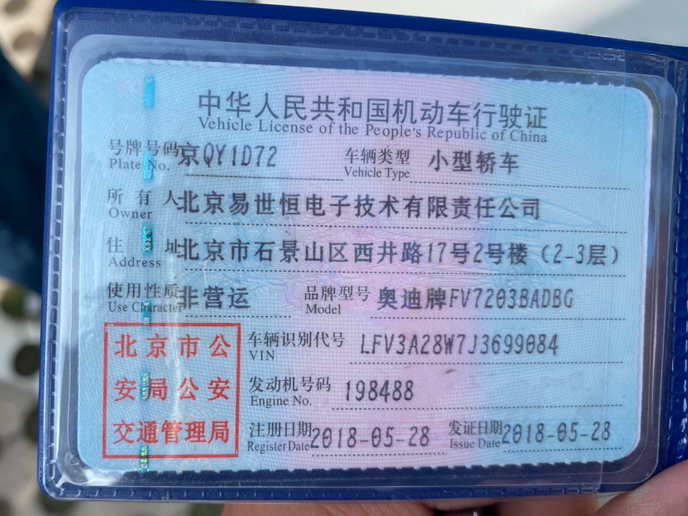 中华人民共和国机动车行驶证
Vehicle License of the People's Republic of China
号牌号码 京QY1D72 车辆类型 小型轿车
Plate No. Vehicle Type
所有人 北京易世恒电子技术有限责任公司
Owner
住址 北京市石景山区西井路17号2号楼（2-3层）
Address
使用性质 非营运 品牌型号 奥迪牌FV7203BADBG
Use Character Model
北京市公 车辆识别代号 LFV3A28W7J3699084
VIN
安局公安 发动机号码 198488
Engine No.
交通管理局 注册日期 2018-05-28 发证日期 2018-05-28
Register Date Issue Date